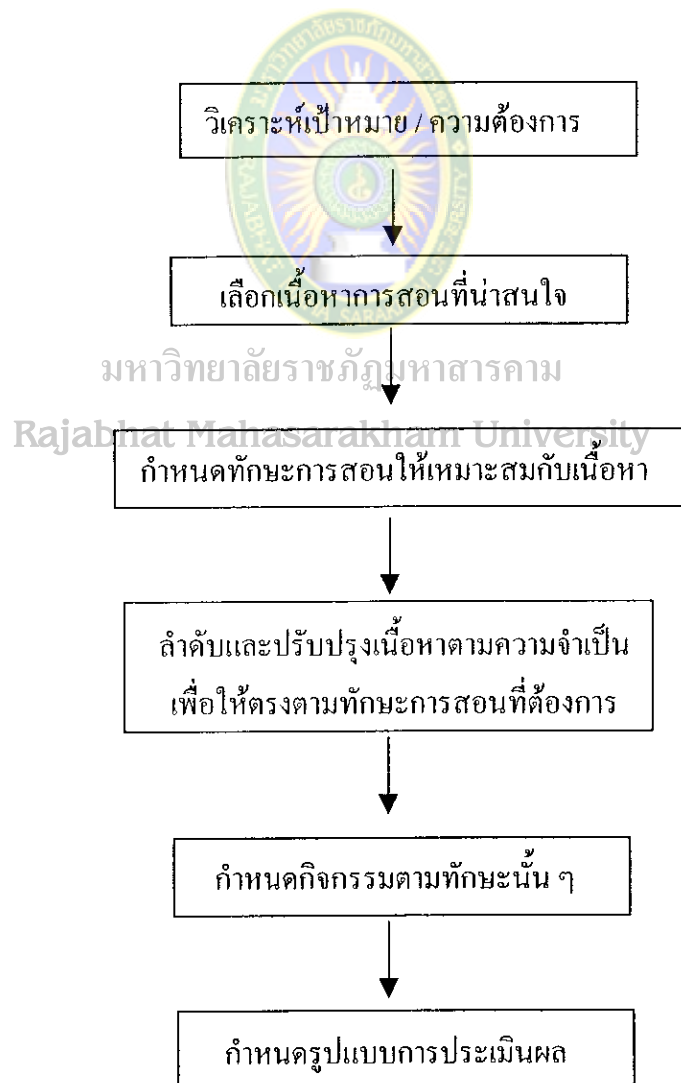 วิเคราะห์เป้าหมาย / ความต้องการ
เลือกเนื้อหาการสอนที่น่าสนใจ
มหาวิทยาลัยราชภัฏมหาสารคาม
Rajabhat Mahasarakham University
กำหนดทักษะการสอนให้เหมาะสมกับเนื้อหา
ลำดับและปรับปรุงเนื้อหาตามความจำเป็น
เพื่อให้ตรงตามทักษะการสอนที่ต้องการ
กำหนดกิจกรรมตามทักษะนั้น ๆ
กำหนดรูปแบบการประเมินผล